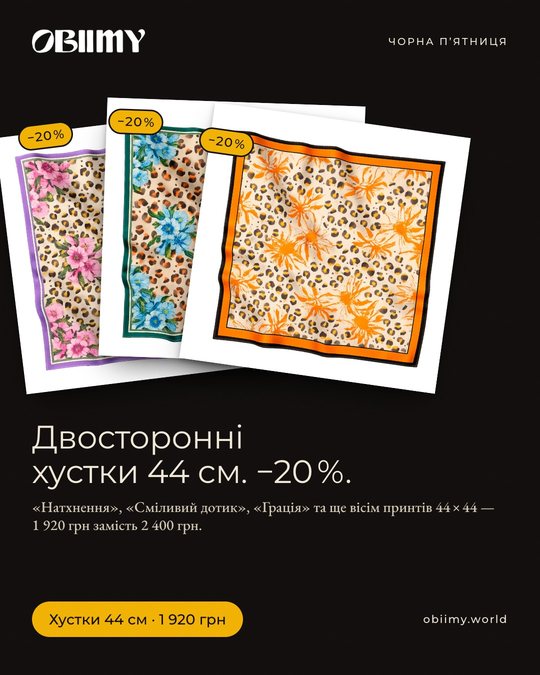 OBIIMY
ЧОРНА П'ЯТНИЦЯ
−20%
−20%
−20%
Двосторонні
хустки 44 см. −20 %.
«Натхнення», «Сміливий дотик», «Грація» та ще вісім принтів 44 × 44 —
1 920 грн замість 2 400 грн.
Хустки 44 см · 1 920 грн
obiimy.world